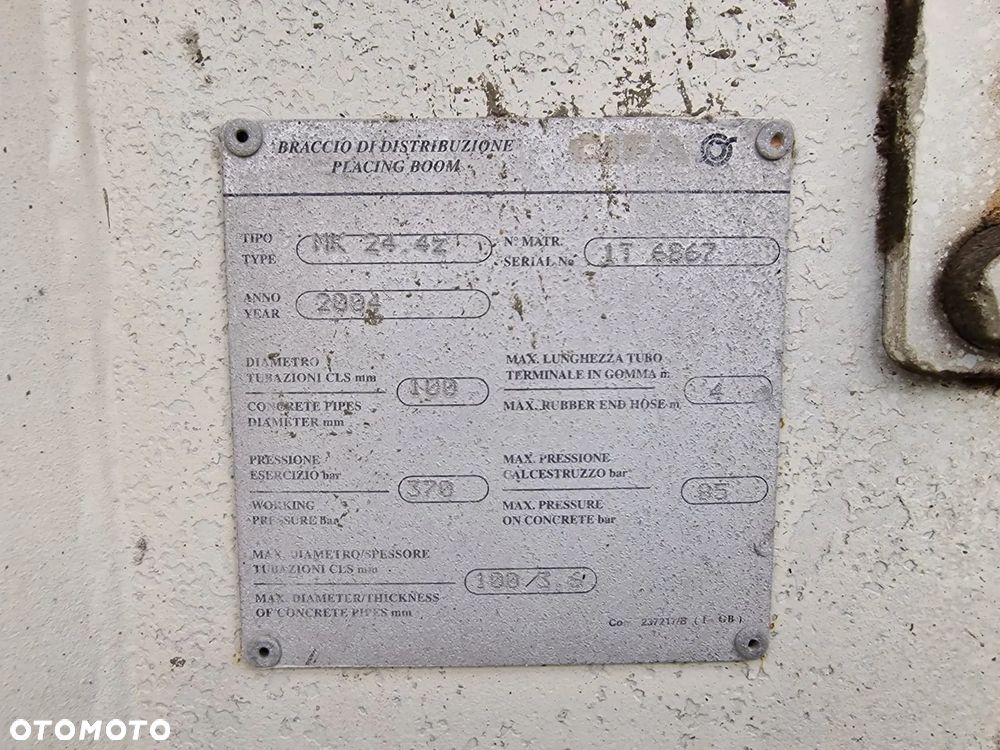 BRACCIO DI DISTRIBUZIONE
PLACING BOOM
CIFA
TIPO
TYPE
MK 24 4z
N° MATR.
SERIAL No
1T 6867
ANNO
YEAR
2004
DIAMETRO
TUBAZIONI CLS mm
CONCRETE PIPES
DIAMETER mm
100
MAX. LUNGHEZZA TUBO
TERMINALE IN GOMMA m
MAX. RUBBER END HOSE m
4
PRESSIONE
ESERCIZIO bar
WORKING
PRESSURE Bar
370
MAX. PRESSIONE
CALCESTRUZZO bar
MAX. PRESSURE
ON CONCRETE bar
85
MAX. DIAMETRO/SPESSORE
TUBAZIONI CLS mm
MAX. DIAMETER/THICKNESS
OF CONCRETE PIPES mm
100/3.6
237217/B ( I - GB )
OTOMOTO